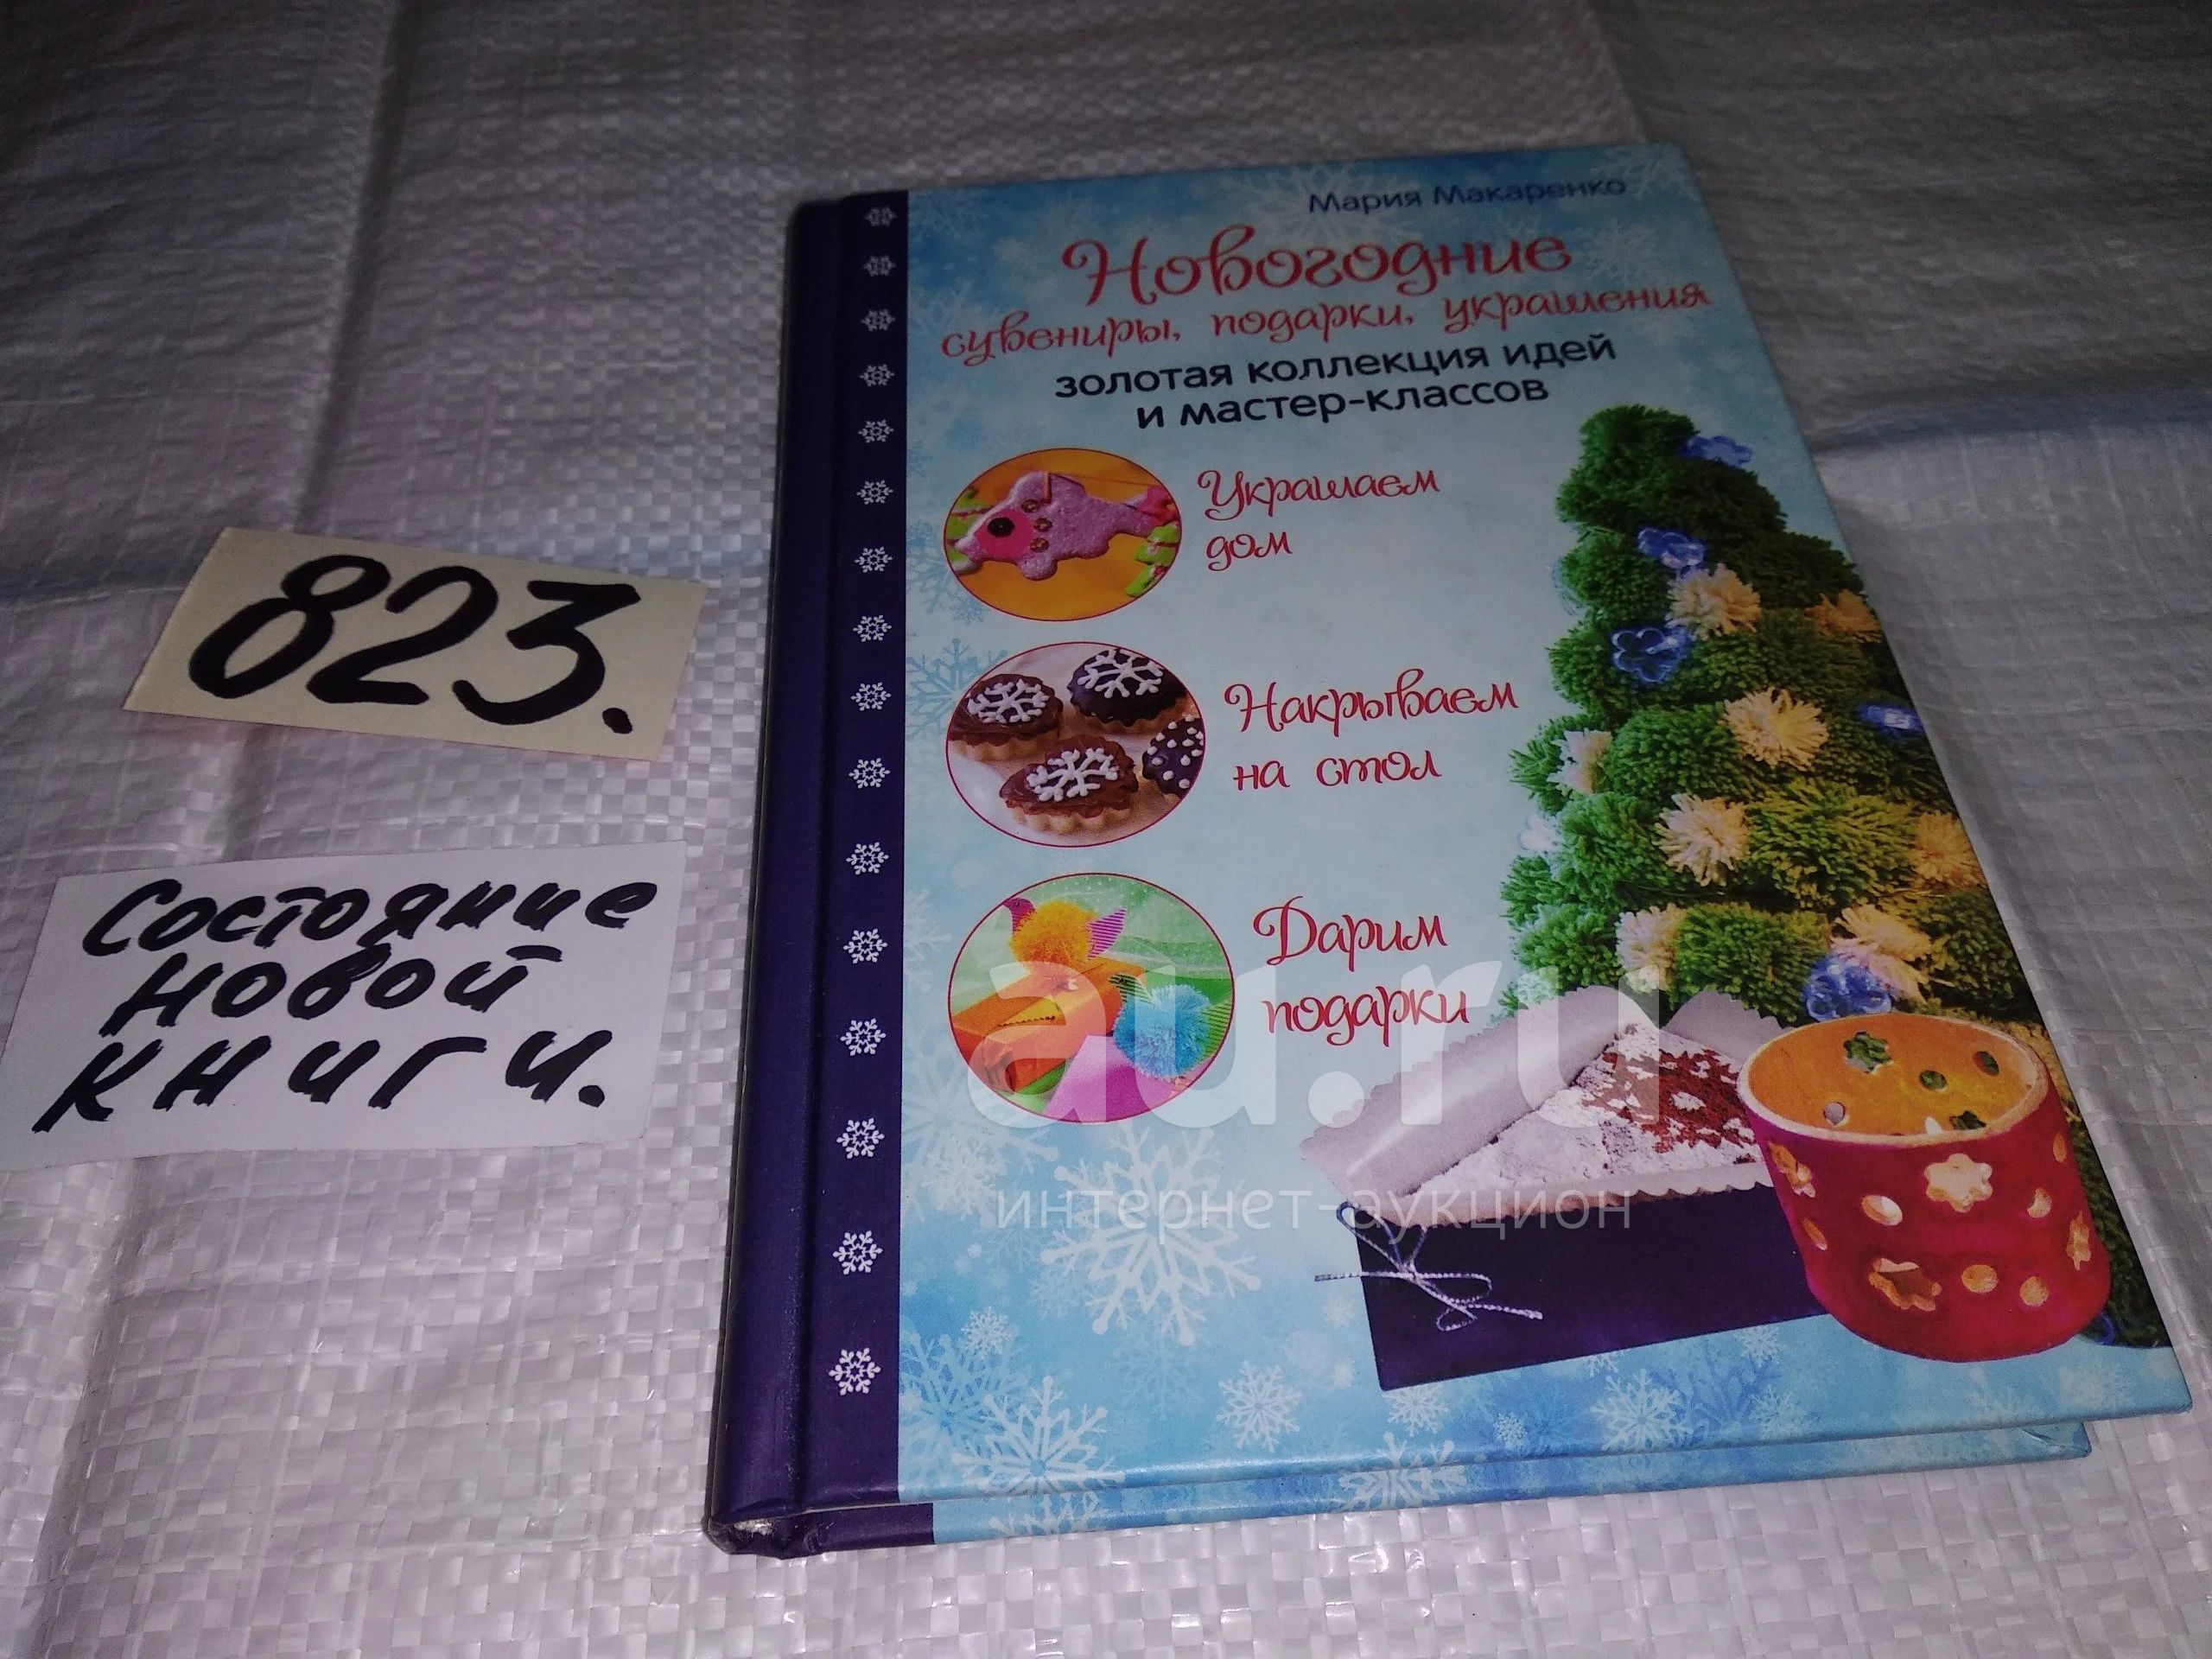 Мария Макаренко
Новогодние
сувениры, подарки, украшения
золотая коллекция идей
и мастер-классов
Украшаем
дом
Накрываем
на стол
Дарим
подарки
823.
Состояние
новой
книги.
au.ru
интернет-аукцион